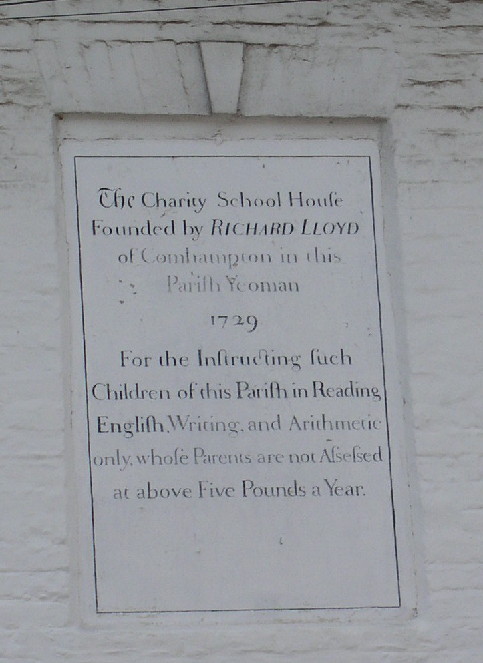 The Charity School Houſe
Founded by RICHARD LLOYD
of Comhampton in this
Pariſh Yeoman
1729
For the Inſtructing ſuch
Children of this Pariſh in Reading
Engliſh, Writing, and Arithmetic
only, whoſe Parents are not Aſseſsed
at above Five Pounds a Year.